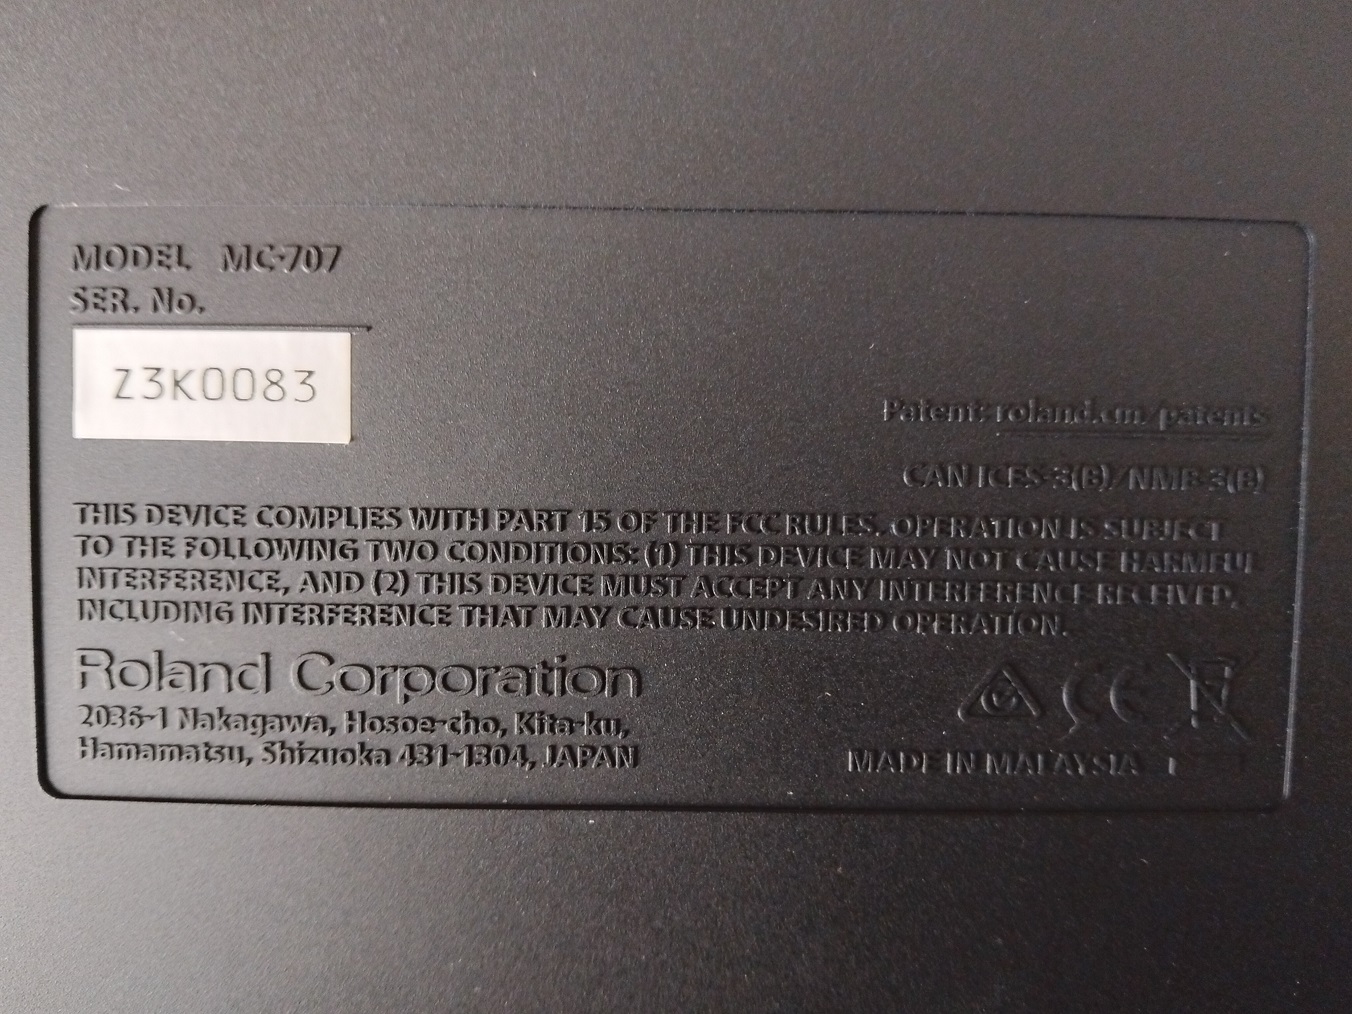 MODEL MC-707
SER. No.
Z3K0083
Patent: roland.cm/patents
CAN ICES-3(B)/NMB-3(B)
THIS DEVICE COMPLIES WITH PART 15 OF THE FCC RULES. OPERATION IS SUBJECT
TO THE FOLLOWING TWO CONDITIONS: (1) THIS DEVICE MAY NOT CAUSE HARMFUL
INTERFERENCE, AND (2) THIS DEVICE MUST ACCEPT ANY INTERFERENCE RECEIVED,
INCLUDING INTERFERENCE THAT MAY CAUSE UNDESIRED OPERATION.
Roland Corporation
2036-1 Nakagawa, Hosoe-cho, Kita-ku,
Hamamatsu, Shizuoka 431-1304, JAPAN
CE
MADE IN MALAYSIA